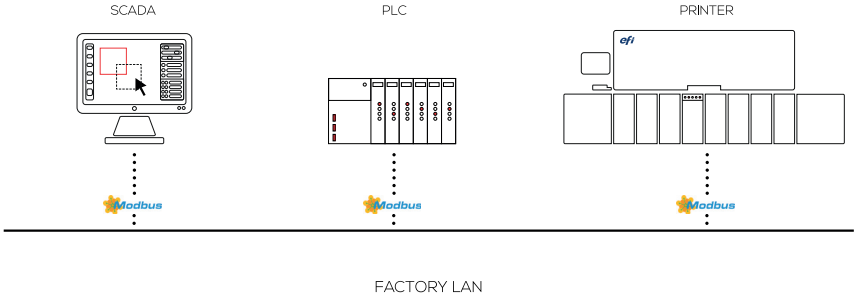 SCADA
PLC
PRINTER
efi
Modbus
Modbus
Modbus
FACTORY LAN